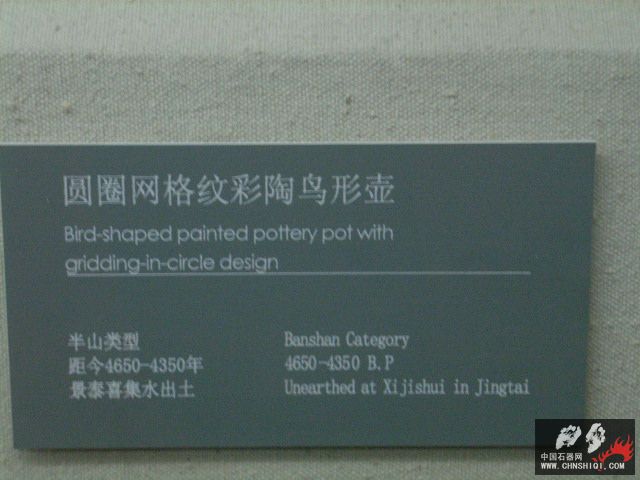 圆圈网格纹彩陶鸟形壶
Bird-shaped painted pottery pot with
gridding-in-circle design
半山类型
距今4650-4350年
景泰喜集水出土
Banshan Category
4650-4350 B.P
Unearthed at Xijishui in Jingtai
中国石器网
WWW.CHNSHIQI.COM